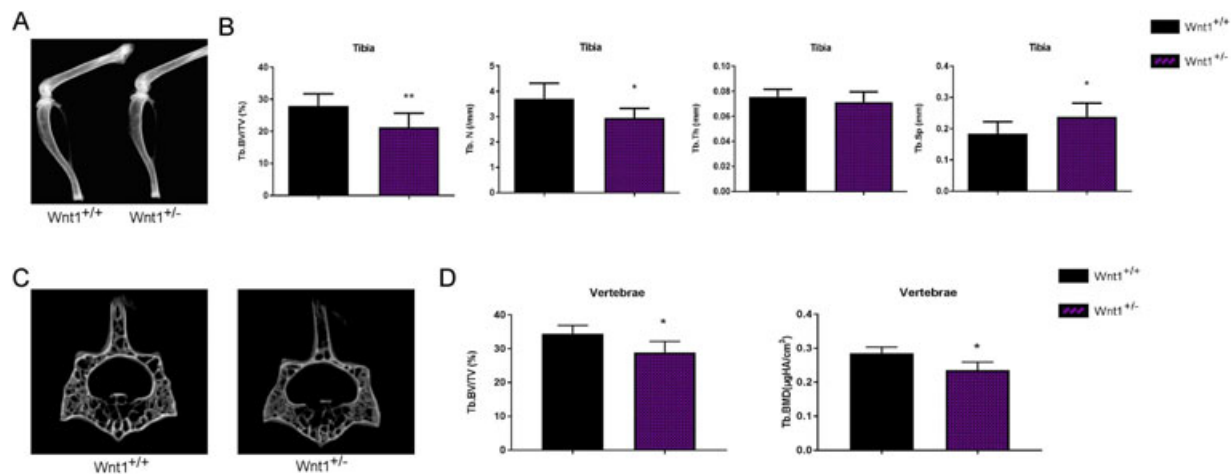 A
Wnt1+/+
Wnt1+/-
B
Tibia
Tb.BV/TV (%)
40
30
20
10
0
**
Tibia
Tb. N (/mm)
5
4
3
2
1
0
*
Tibia
Tb.Th (mm)
0.10
0.08
0.06
0.04
0.02
0.00
Tibia
Tb.Sp (mm)
0.4
0.3
0.2
0.1
0.0
*
Wnt1+/+
Wnt1+/-
C
Wnt1+/+
Wnt1+/-
D
Vertebrae
Tb.BV/TV (%)
40
30
20
10
0
*
Vertebrae
Tb.BMD(µgHA/cm²)
0.4
0.3
0.2
0.1
0.0
*
Wnt1+/+
Wnt1+/-